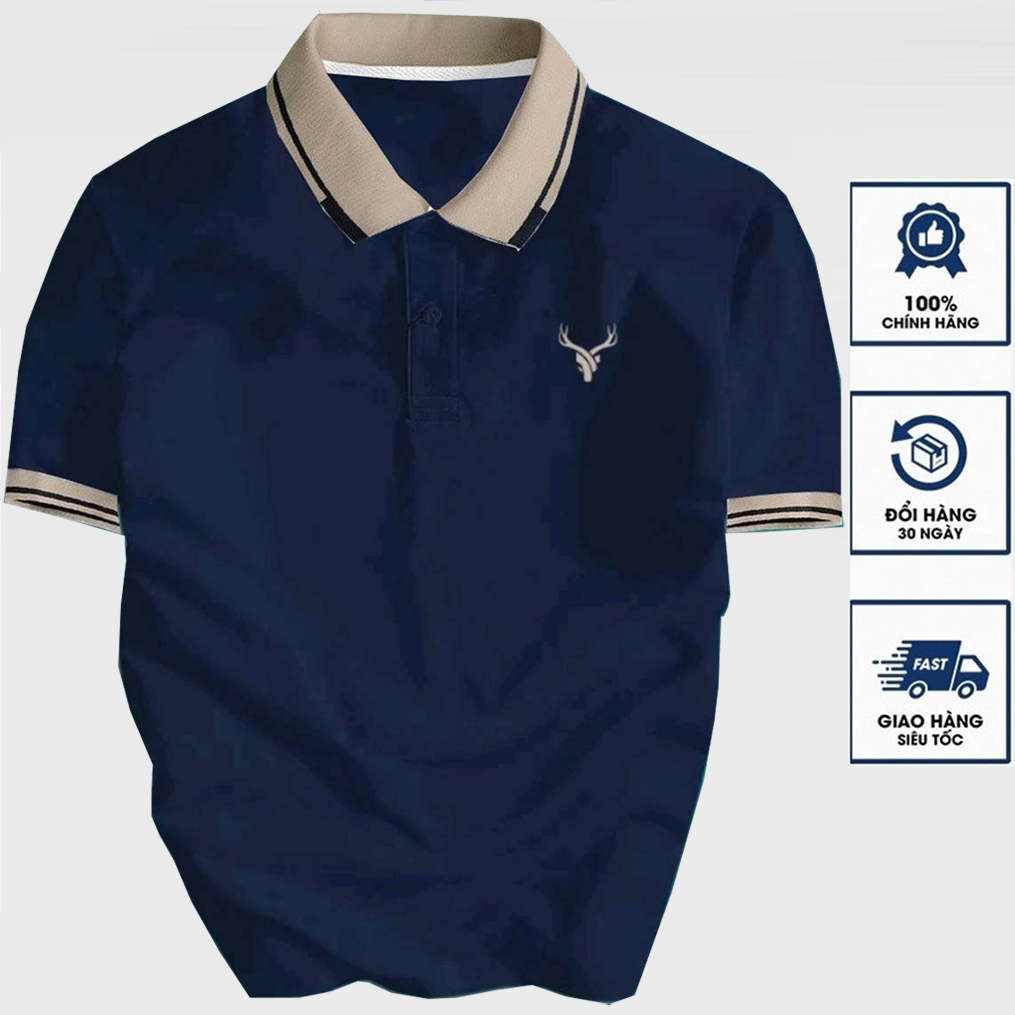 100%
CHÍNH HÃNG
ĐỔI HÀNG
30 NGÀY
FAST
GIAO HÀNG
SIÊU TỐC